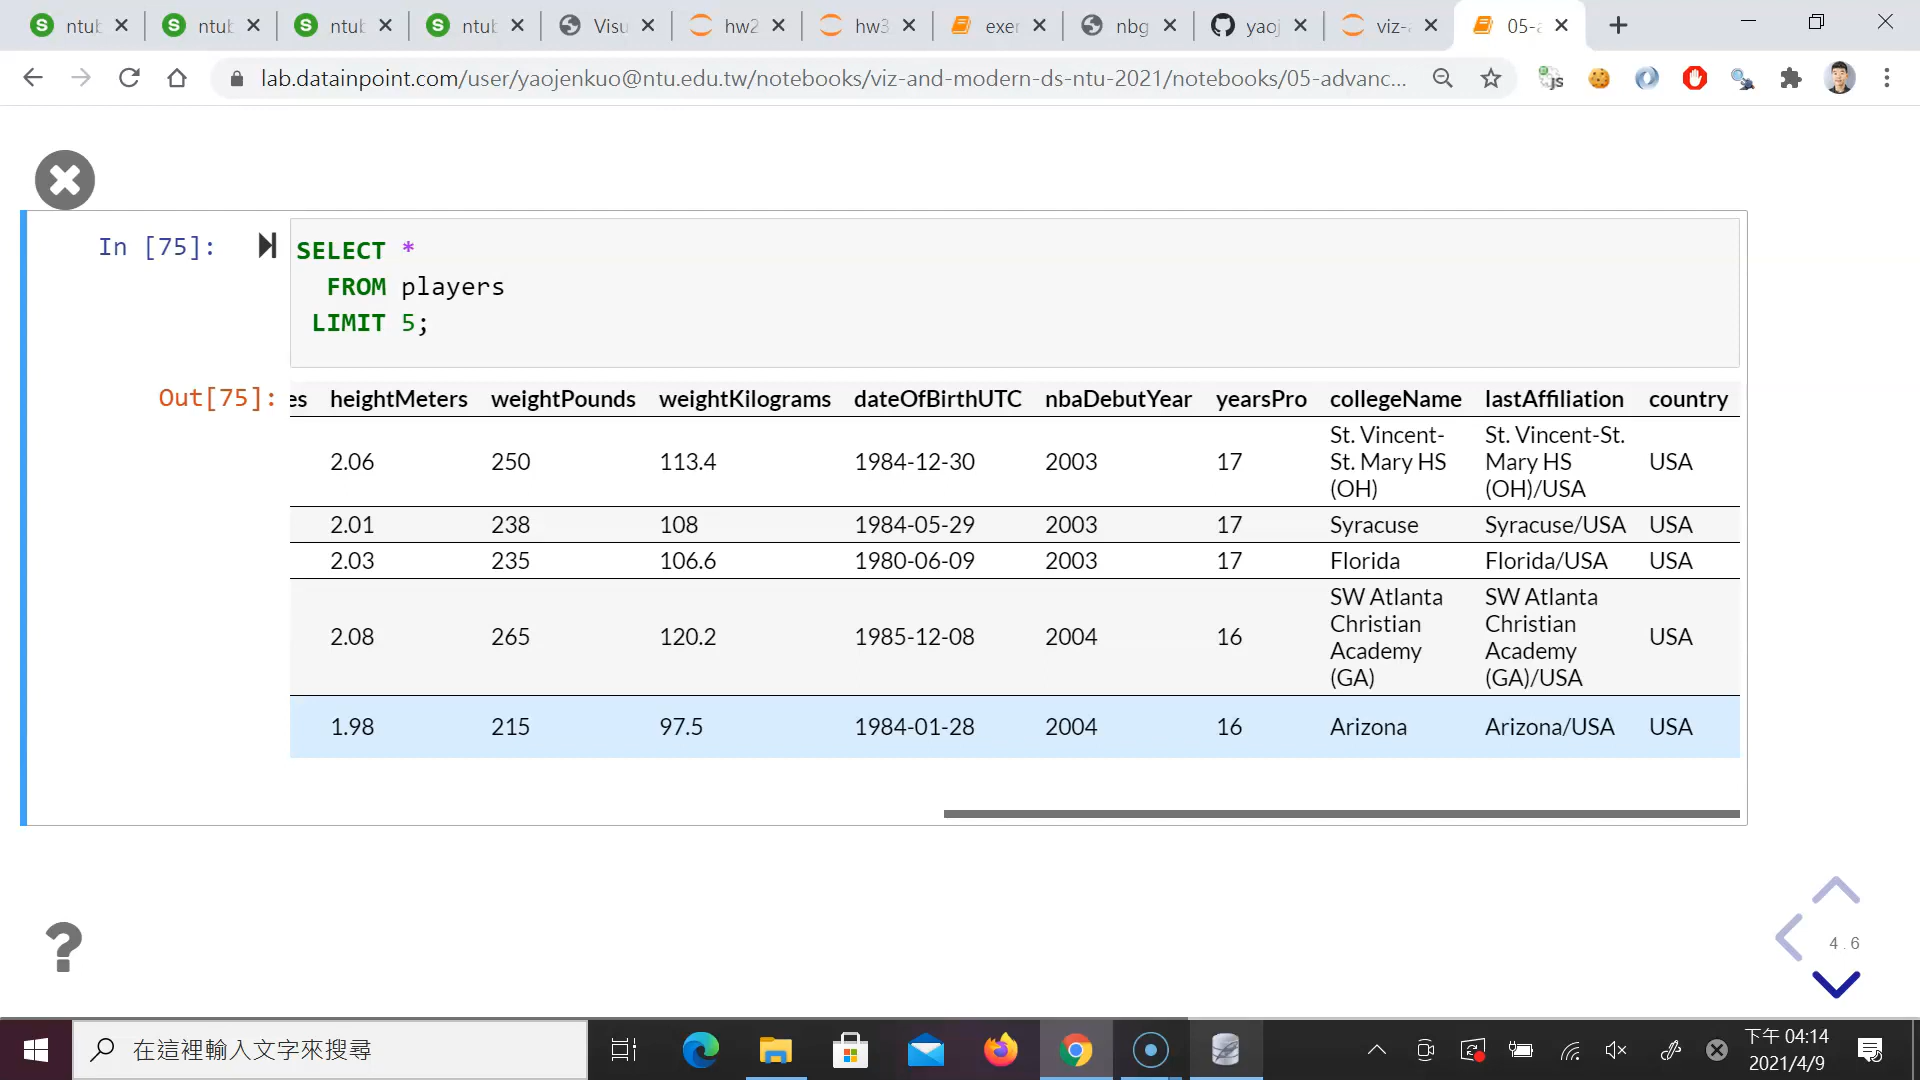 ntub ntub ntub ntub Visu hw2 hw3 exer nbg yaoj viz- 05-a
lab.datainpoint.com/user/yaojenkuo@ntu.edu.tw/notebooks/viz-and-modern-ds-ntu-2021/notebooks/05-advanc...
In [75]:
SELECT *
FROM players
LIMIT 5;
Out[75]:
es heightMeters weightPounds weightKilograms dateOfBirthUTC nbaDebutYear yearsPro collegeName lastAffiliation country
2.06 250 113.4 1984-12-30 2003 17 St. Vincent-St. Mary HS (OH) St. Vincent-St. Mary HS (OH)/USA USA
2.01 238 108 1984-05-29 2003 17 Syracuse Syracuse/USA USA
2.03 235 106.6 1980-06-09 2003 17 Florida Florida/USA USA
2.08 265 120.2 1985-12-08 2004 16 SW Atlanta Christian Academy (GA) SW Atlanta Christian Academy (GA)/USA USA
1.98 215 97.5 1984-01-28 2004 16 Arizona Arizona/USA USA
4.6
在這裡輸入文字來搜尋
下午 04:14
2021/4/9